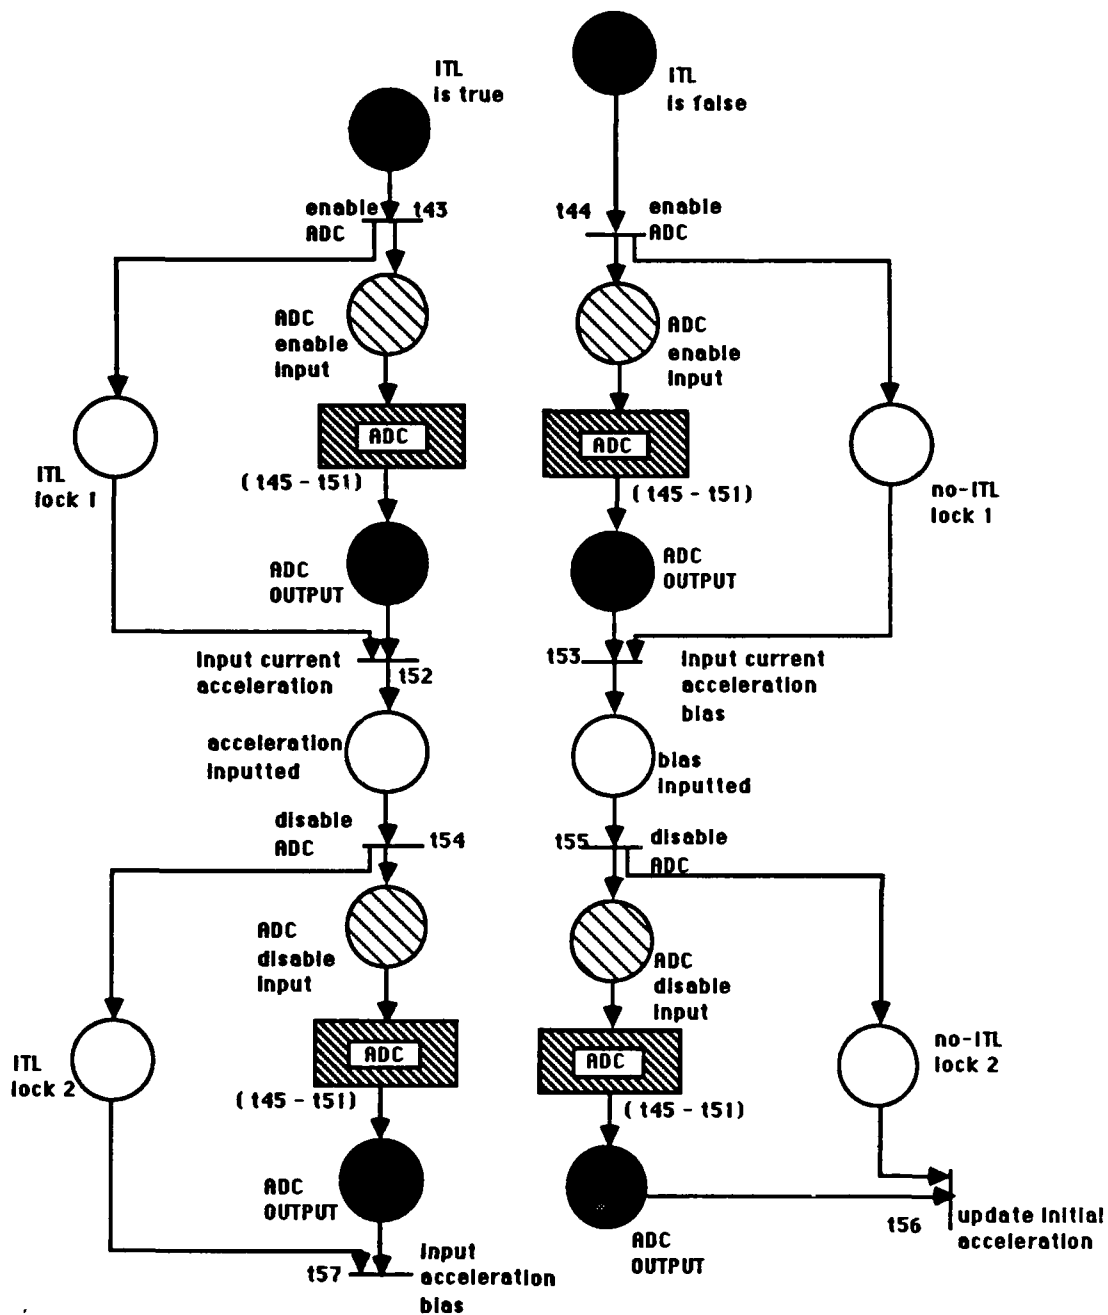 ITL
is true
ITL
is false
enable
ADC
t43
t44
enable
ADC
ADC
enable
input
ADC
enable
input
ADC
ADC
ITL
lock 1
( t45 - t51)
( t45 - t51)
no-ITL
lock 1
ADC
OUTPUT
ADC
OUTPUT
input current
acceleration
t52
t53
input current
acceleration
bias
acceleration
inputted
bias
inputted
disable
ADC
t54
t55
disable
ADC
ADC
disable
input
ADC
disable
input
ITL
lock 2
ADC
ADC
no-ITL
lock 2
( t45 - t51)
( t45 - t51)
ADC
OUTPUT
ADC
OUTPUT
t56
update initial
acceleration
t57
input
acceleration
bias